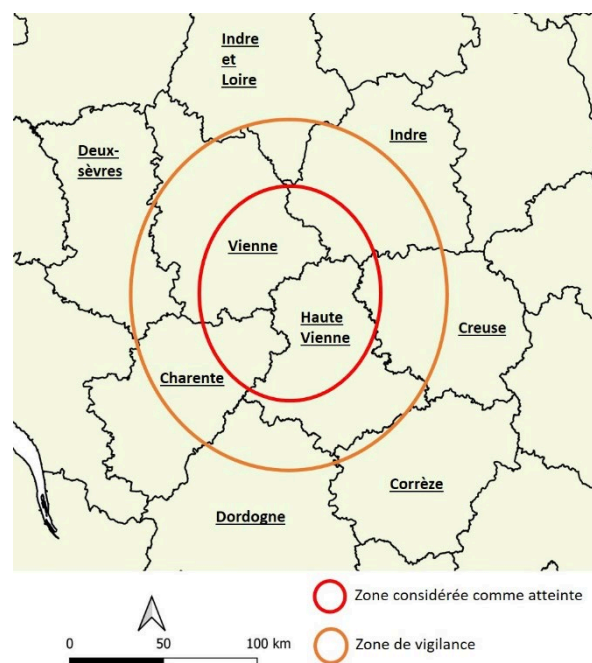 Indre
et
Loire
Deux-
sèvres
Indre
Vienne
Haute
Vienne
Creuse
Charente
Corrèze
Dordogne
Zone considérée comme atteinte
0 50 100 km
Zone de vigilance